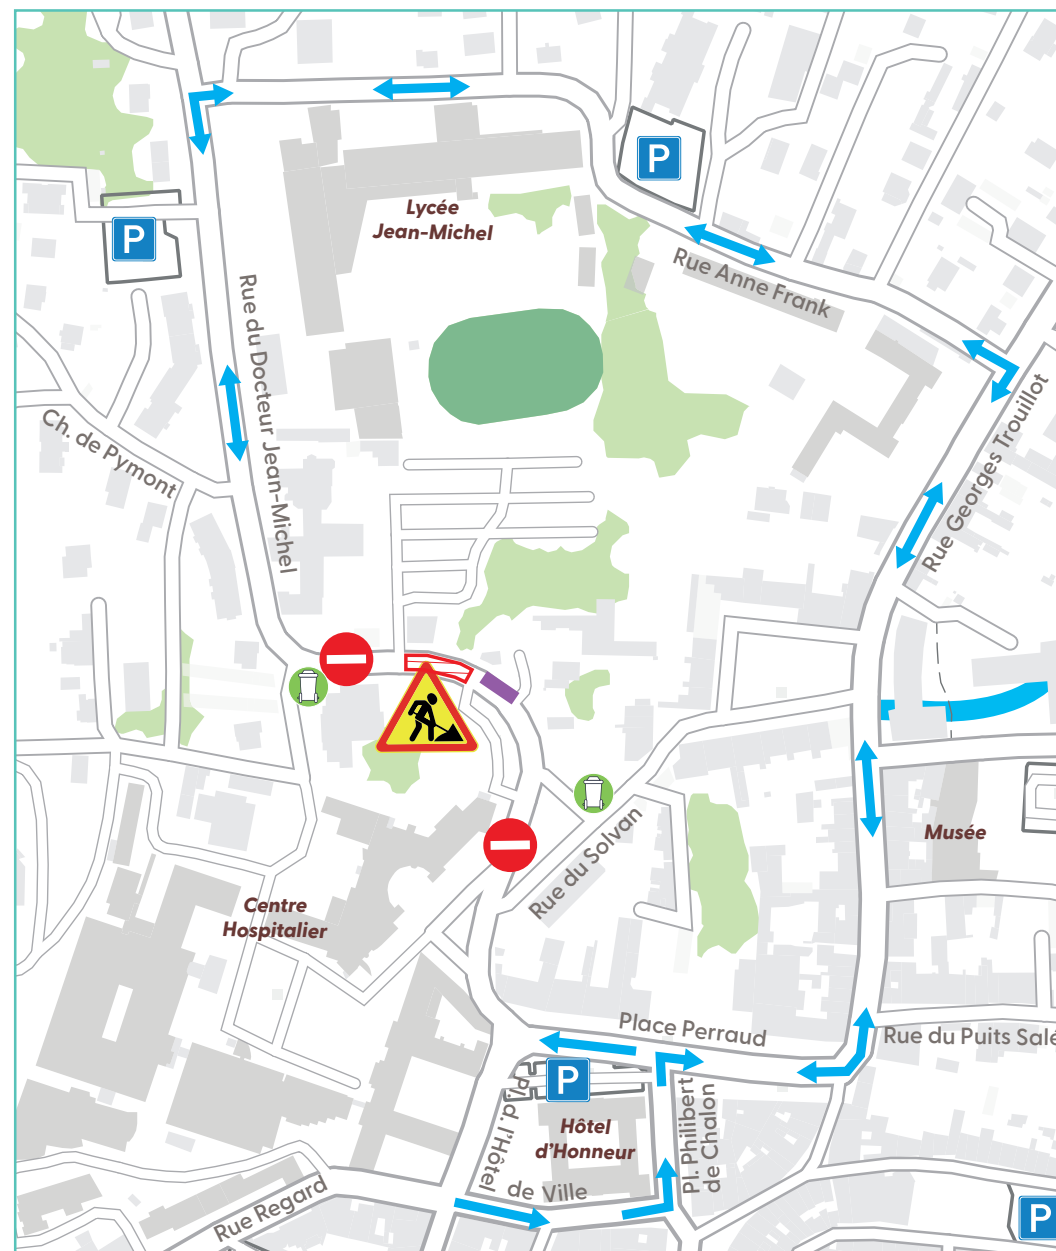 P
Lycée
Jean-Michel
P
Rue Anne Frank
Rue du Docteur Jean-Michel
Ch. de Pymont
Rue Georges Trouillot
Musée
Rue du Solvan
Centre
Hospitalier
Place Perraud
Rue du Puits Salé
P
Pl. d. l'Hôtel
de Ville
Hôtel
d'Honneur
Pl. Philibert
de Chalon
Rue Regard
P